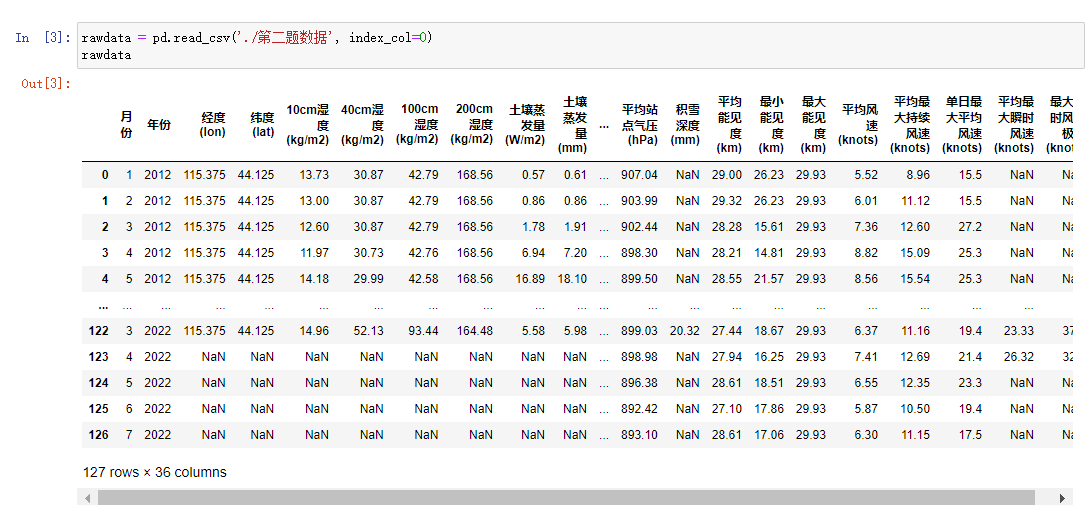 In [3]: rawdata = pd.read_csv('./第二题数据', index_col=0)
rawdata
Out[3]:
月份 年份 经度(lon) 纬度(lat) 10cm湿度(kg/m2) 40cm湿度(kg/m2) 100cm湿度(kg/m2) 200cm湿度(kg/m2) 土壤蒸发量(W/m2) 土壤蒸发量(mm) ... 平均站点气压(hPa) 积雪深度(mm) 平均能见度(km) 最小能见度(km) 最大能见度(km) 平均风速(knots) 平均最大持续风速(knots) 单日最大平均风速(knots) 平均最大瞬时风速(knots) 最大时风极(knot
0 1 2012 115.375 44.125 13.73 30.87 42.79 168.56 0.57 0.61 ... 907.04 NaN 29.00 26.23 29.93 5.52 8.96 15.5 NaN Na
1 2 2012 115.375 44.125 13.00 30.87 42.79 168.56 0.86 0.86 ... 903.99 NaN 29.32 26.23 29.93 6.01 11.12 15.5 NaN Na
2 3 2012 115.375 44.125 12.60 30.87 42.79 168.56 1.78 1.91 ... 902.44 NaN 28.28 15.61 29.93 7.36 12.60 27.2 NaN Na
3 4 2012 115.375 44.125 11.97 30.73 42.76 168.56 6.94 7.20 ... 898.30 NaN 28.21 14.81 29.93 8.82 15.09 25.3 NaN Na
4 5 2012 115.375 44.125 14.18 29.99 42.58 168.56 16.89 18.10 ... 899.50 NaN 28.55 21.57 29.93 8.56 15.54 25.3 NaN Na
... ... ... ... ... ... ... ... ... ... ... ... ... ... ... ... ... ... ... ... ...
122 3 2022 115.375 44.125 14.96 52.13 93.44 164.48 5.58 5.98 ... 899.03 20.32 27.44 18.67 29.93 6.37 11.16 19.4 23.33 37
123 4 2022 NaN NaN NaN NaN NaN NaN NaN NaN ... 898.98 NaN 27.94 16.25 29.93 7.41 12.69 21.4 26.32 32
124 5 2022 NaN NaN NaN NaN NaN NaN NaN NaN ... 896.38 NaN 28.61 18.51 29.93 6.55 12.35 23.3 NaN Na
125 6 2022 NaN NaN NaN NaN NaN NaN NaN NaN ... 892.42 NaN 27.10 17.86 29.93 5.87 10.50 19.4 NaN Na
126 7 2022 NaN NaN NaN NaN NaN NaN NaN NaN ... 893.10 NaN 28.61 17.06 29.93 6.30 11.15 17.5 NaN Na
127 rows × 36 columns